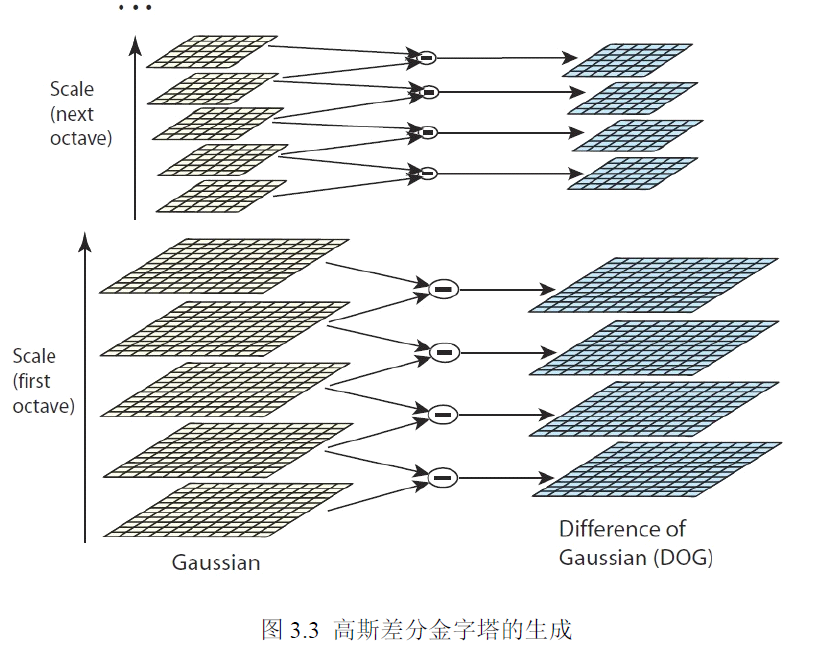 ...
Scale
(next
octave)
Scale
(first
octave)
Gaussian
Difference of
Gaussian (DOG)
图 3.3 高斯差分金字塔的生成